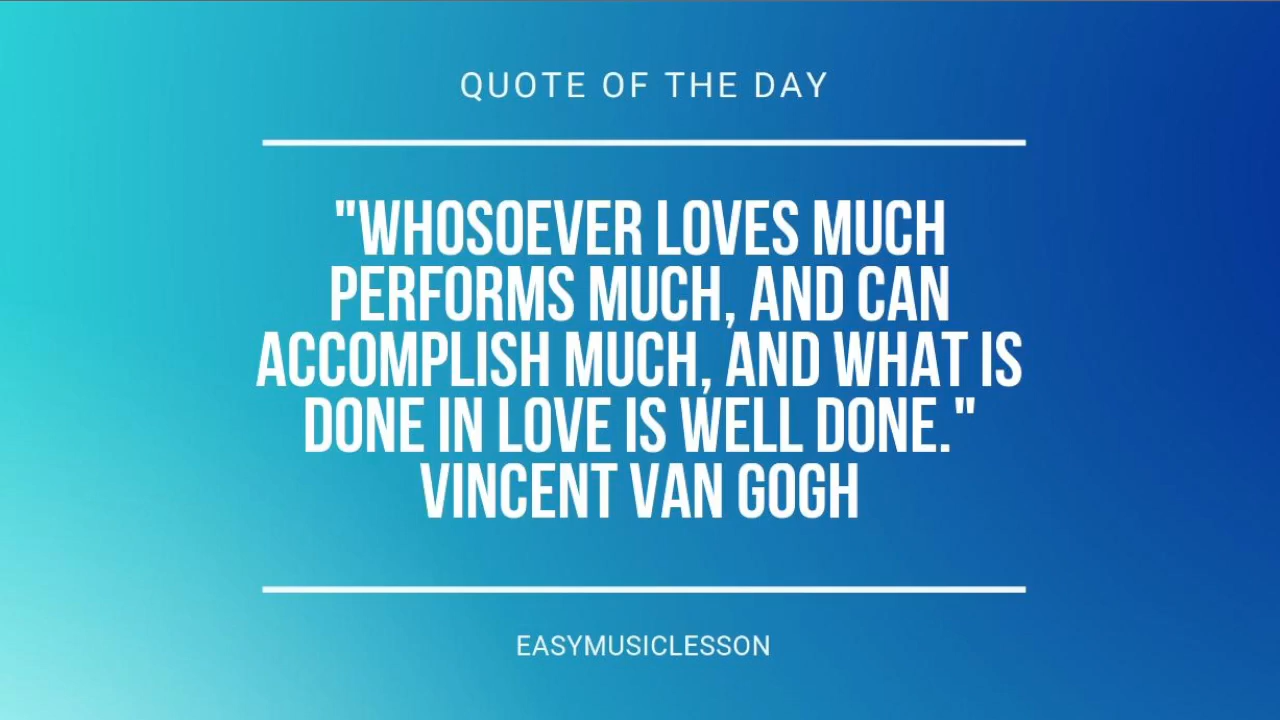 QUOTE OF THE DAY
"WHOSOEVER LOVES MUCH
PERFORMS MUCH, AND CAN
ACCOMPLISH MUCH, AND WHAT IS
DONE IN LOVE IS WELL DONE."
VINCENT VAN GOGH
EASYMUSICLESSON